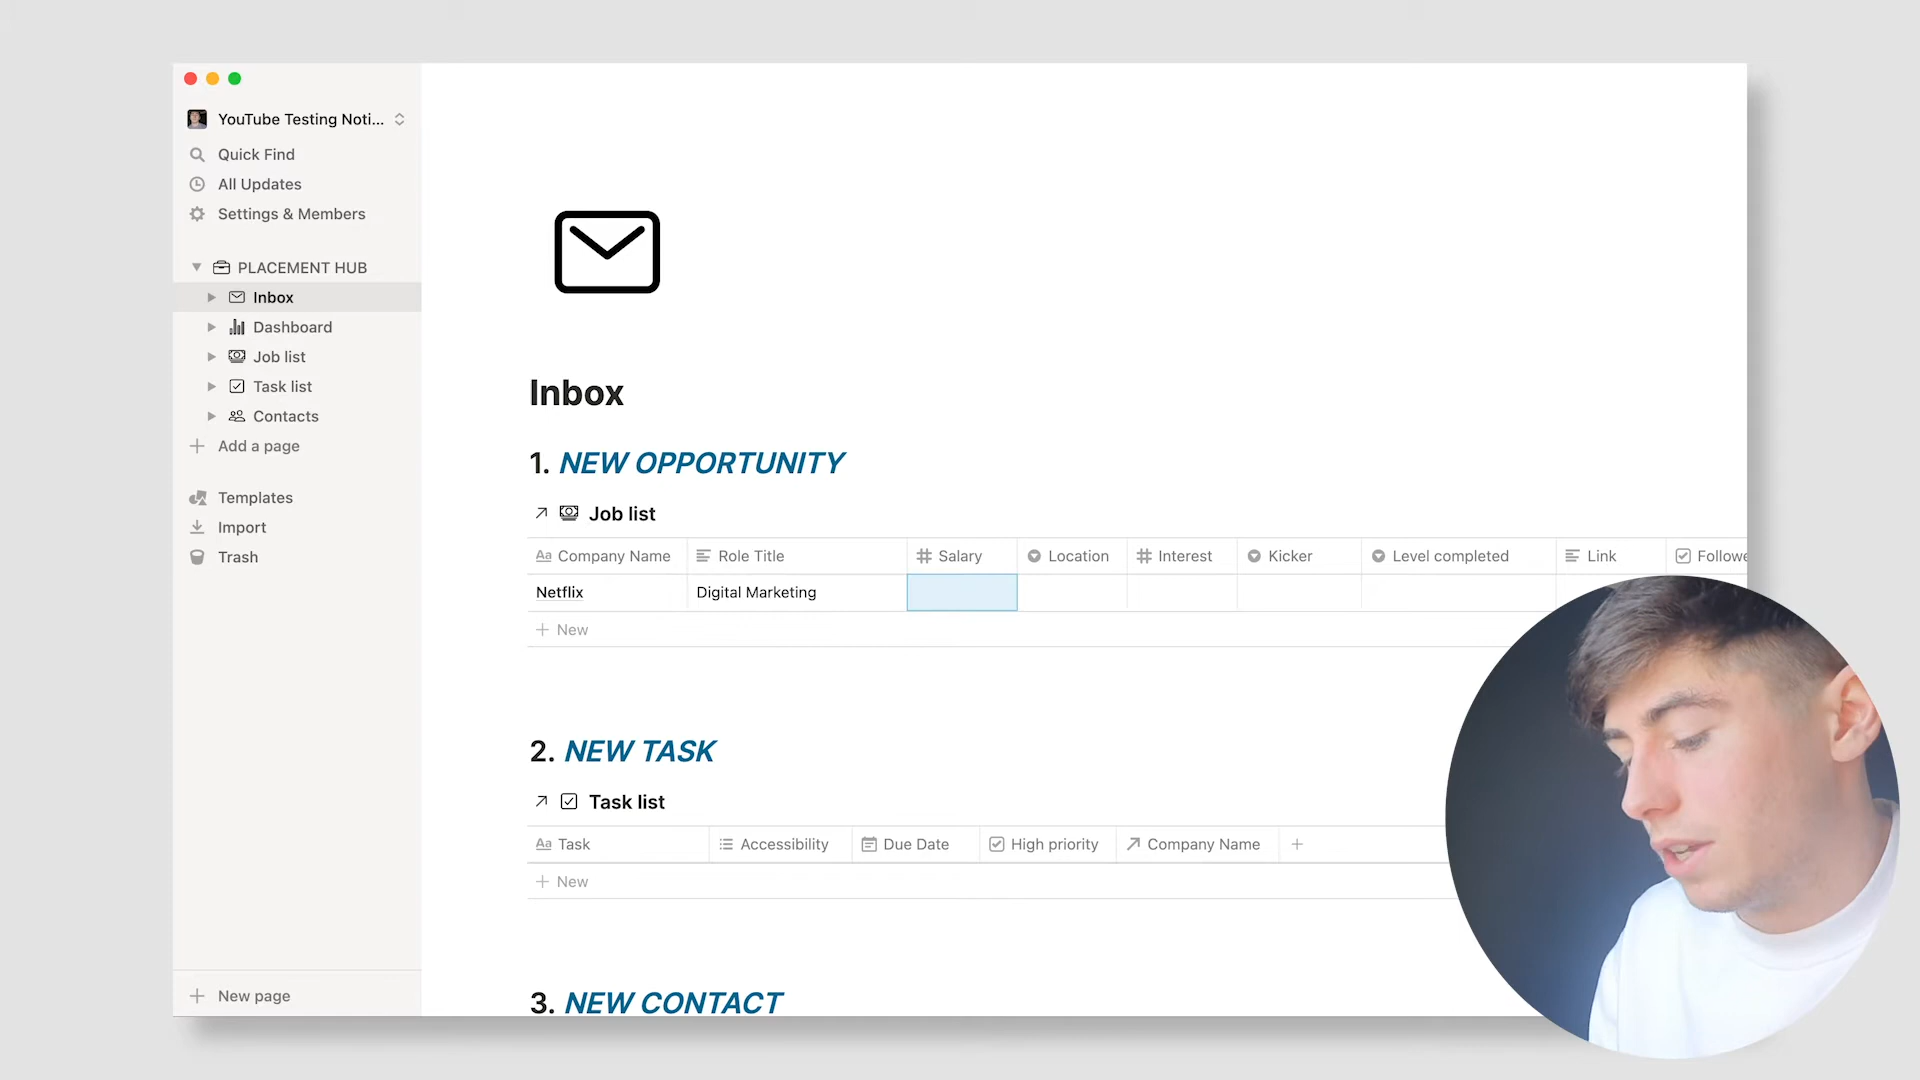 YouTube Testing Noti...
Quick Find
All Updates
Settings & Members
PLACEMENT HUB
Inbox
Dashboard
Job list
Task list
Contacts
Add a page
Templates
Import
Trash
New page
Inbox
1. NEW OPPORTUNITY
Job list
Aa Company Name Role Title Salary Location Interest Kicker Level completed Link Followe
Netflix Digital Marketing
New
2. NEW TASK
Task list
Aa Task Accessibility Due Date High priority Company Name
New
3. NEW CONTACT